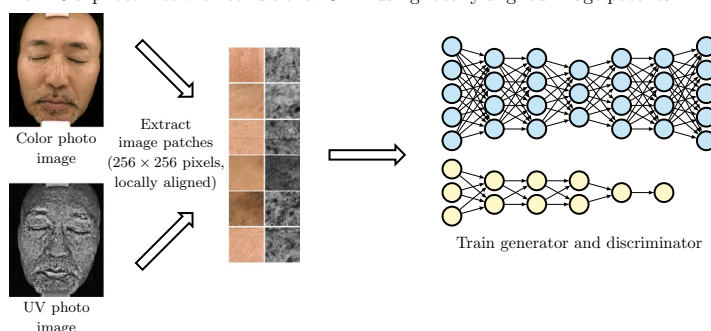 Color photo
image
Extract
image patches
(256 × 256 pixels,
locally aligned)
UV photo
image
Train generator and discriminator